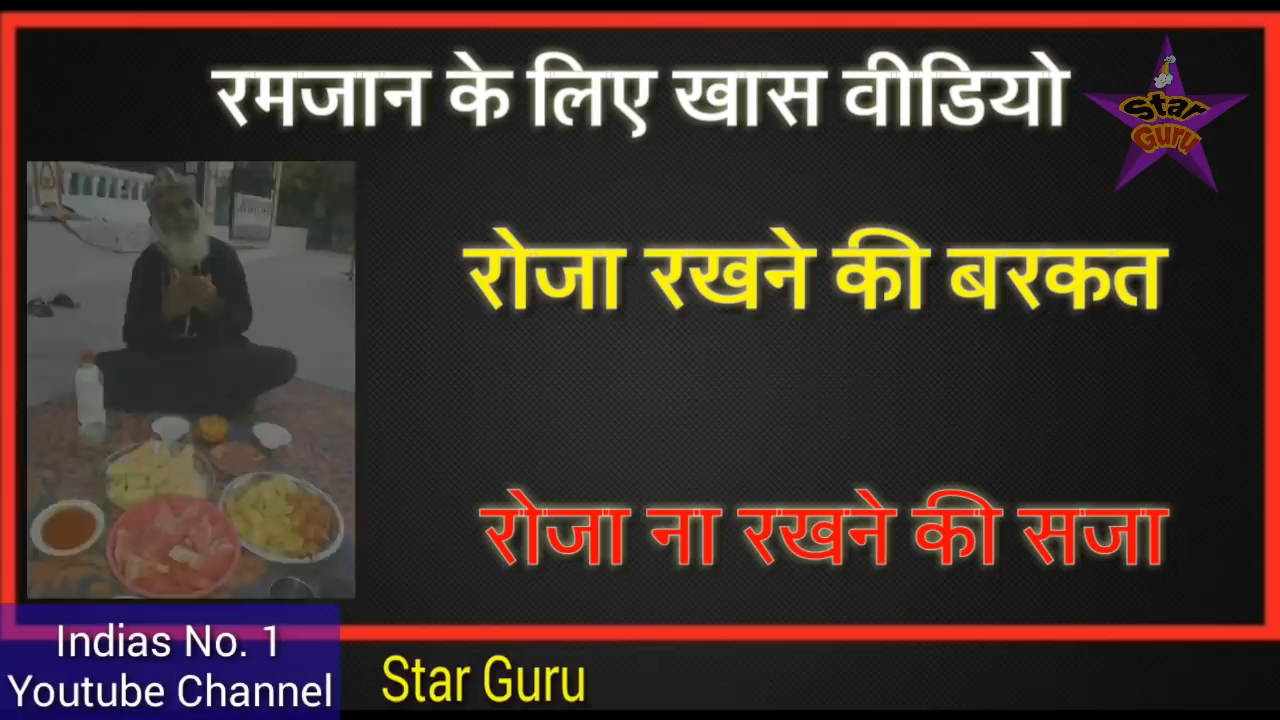 रमजान के लिए खास वीडियो
Star
Guru
रोजा रखने की बरकत
रोजा ना रखने की सजा
Indias No. 1
Youtube Channel
Star Guru